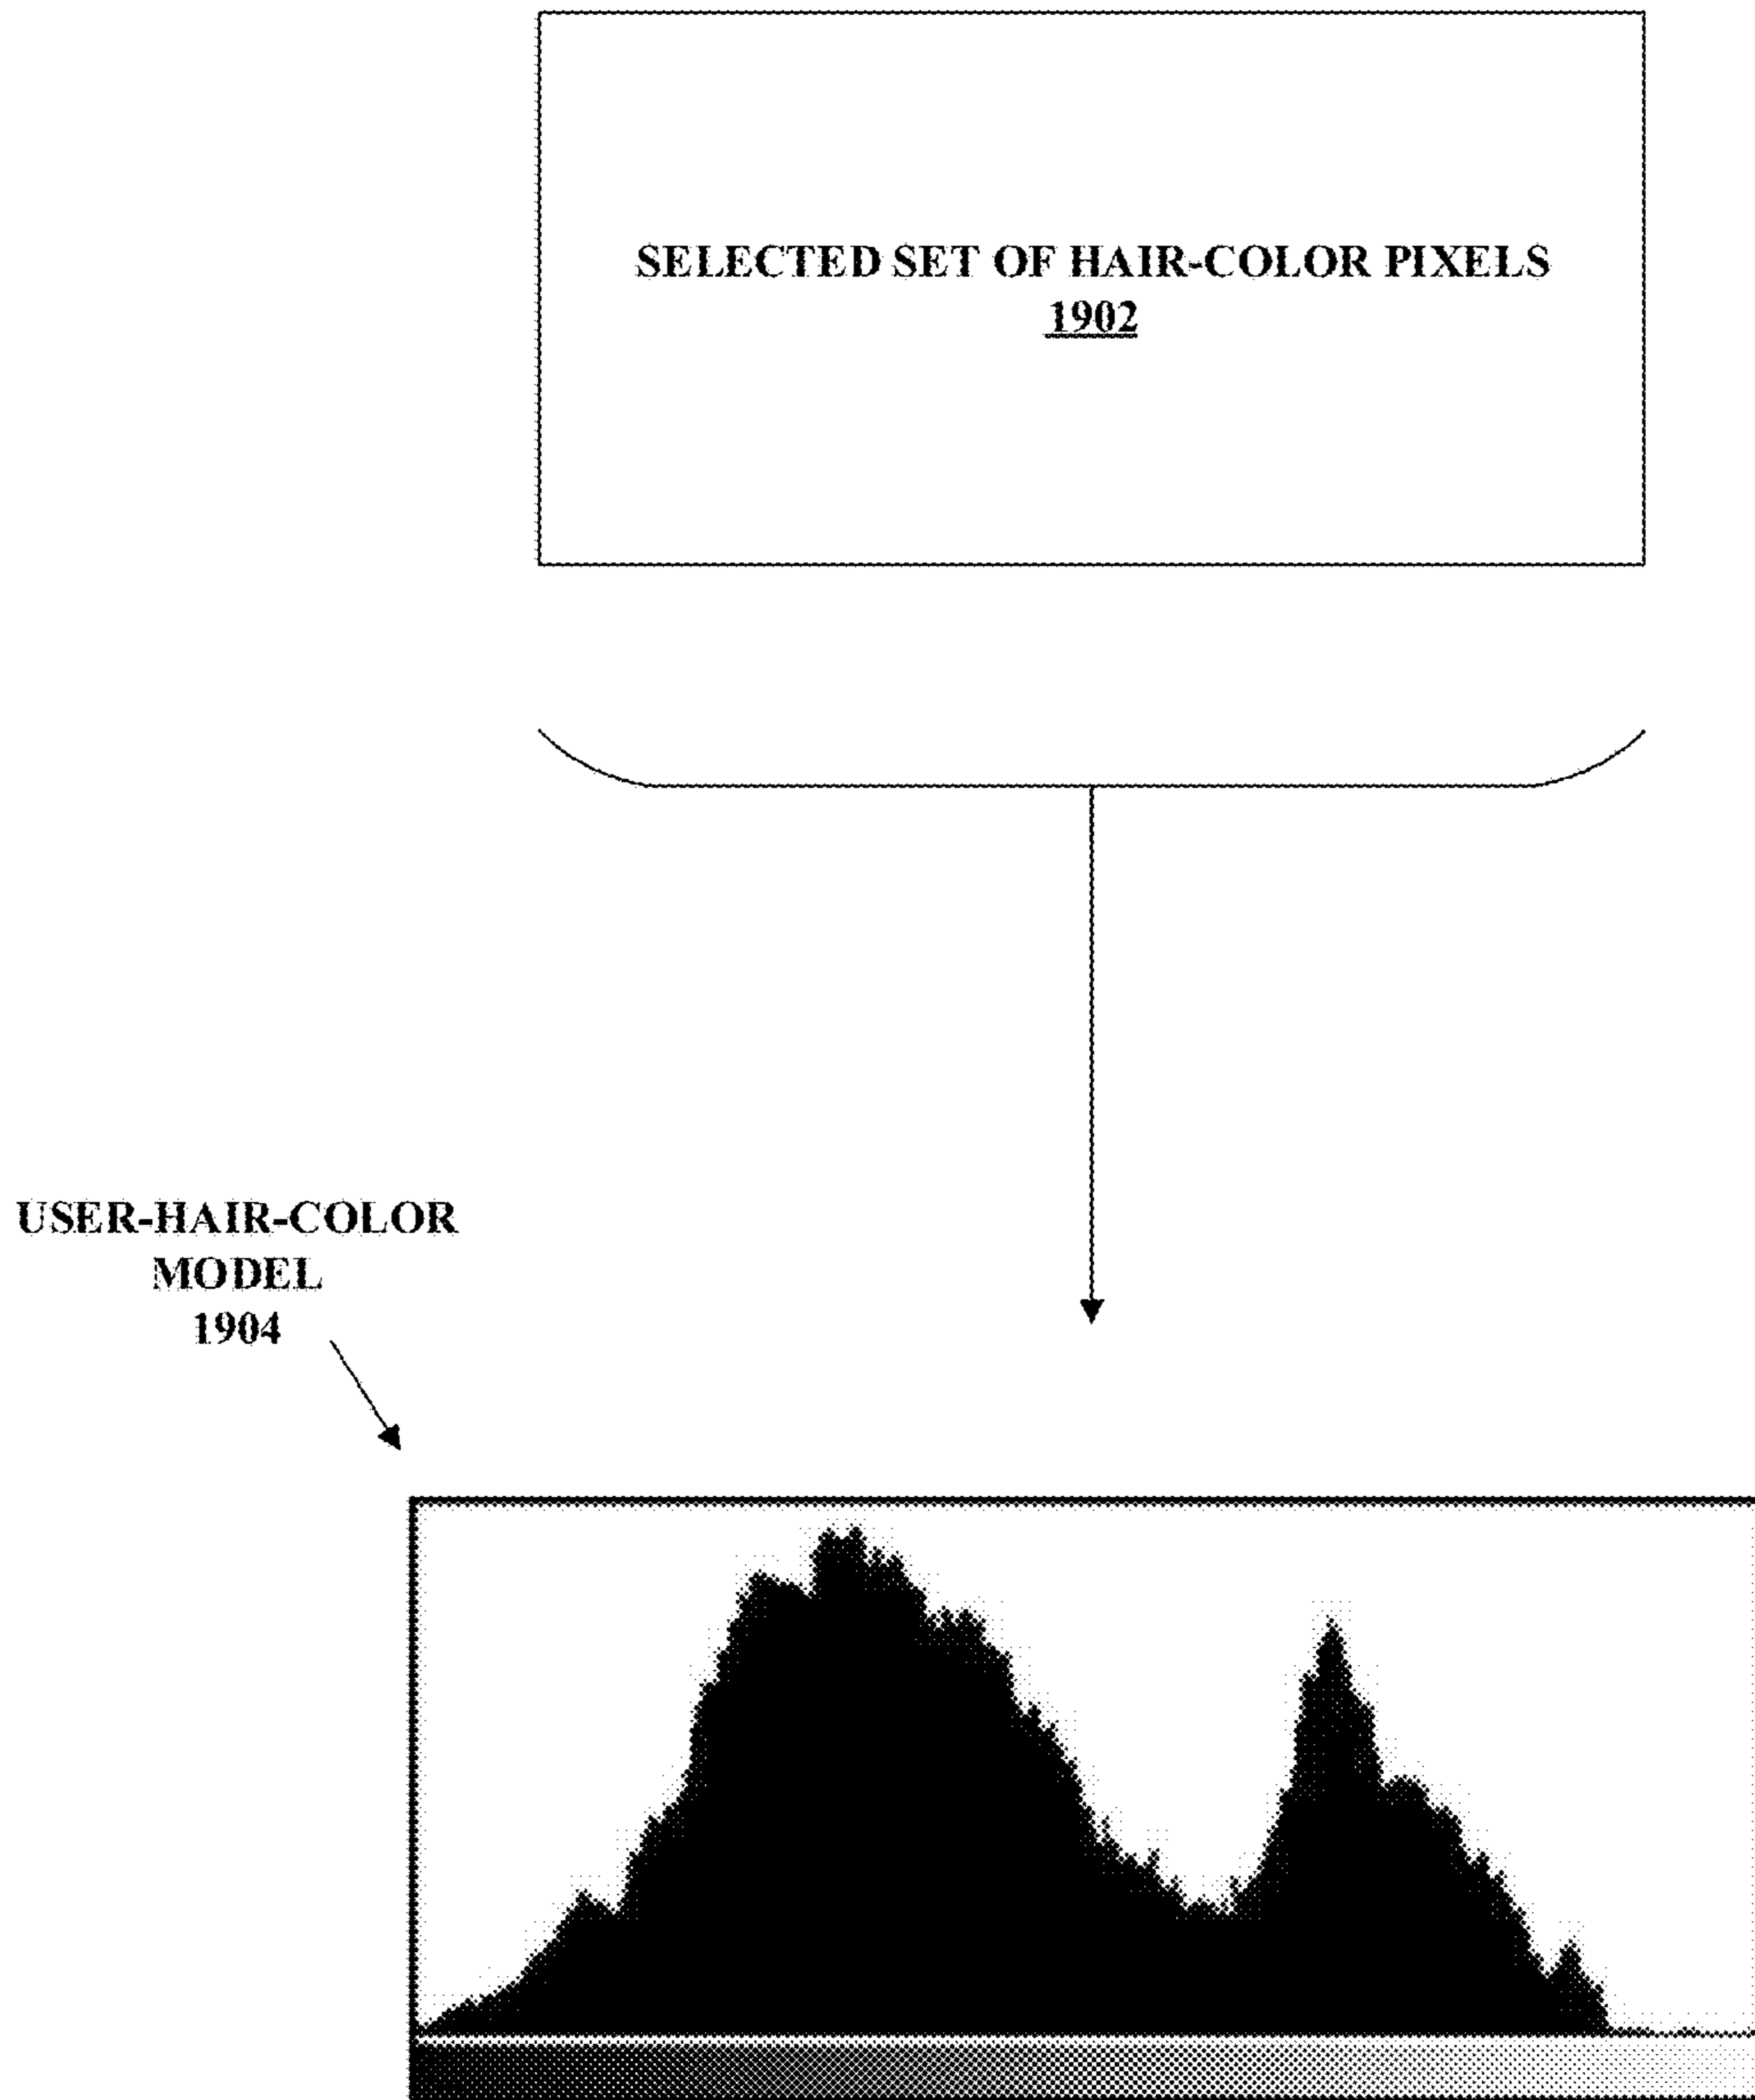 SELECTED SET OF HAIR-COLOR PIXELS
1902
USER-HAIR-COLOR
MODEL
1904